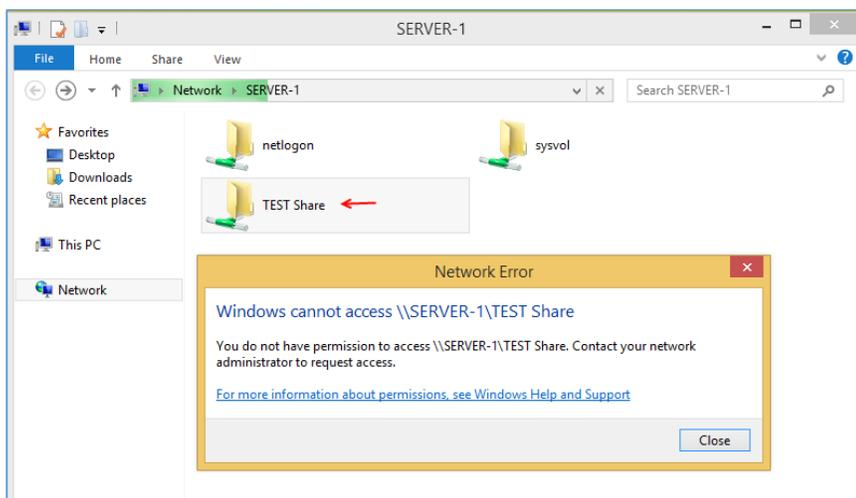 SERVER-1
File Home Share View
Network SERVER-1
Search SERVER-1
Favorites
Desktop
Downloads
Recent places
This PC
Network
netlogon
sysvol
TEST Share
Network Error
Windows cannot access \\SERVER-1\TEST Share
You do not have permission to access \\SERVER-1\TEST Share. Contact your network
administrator to request access.
For more information about permissions, see Windows Help and Support
Close